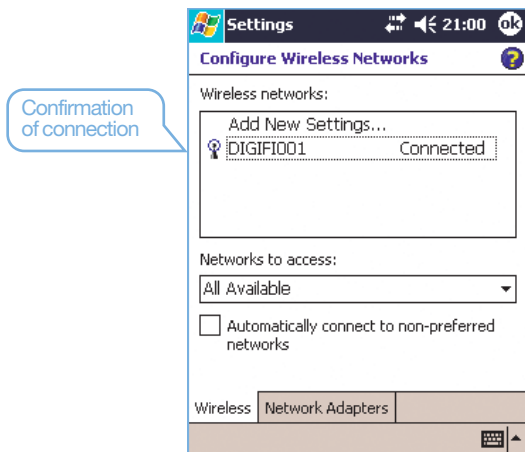 Settings 21:00 ok
Configure Wireless Networks ?
Wireless networks:
Add New Settings...
DIGIFI001 Connected
Confirmation
of connection
Networks to access:
All Available
Automatically connect to non-preferred
networks
Wireless Network Adapters